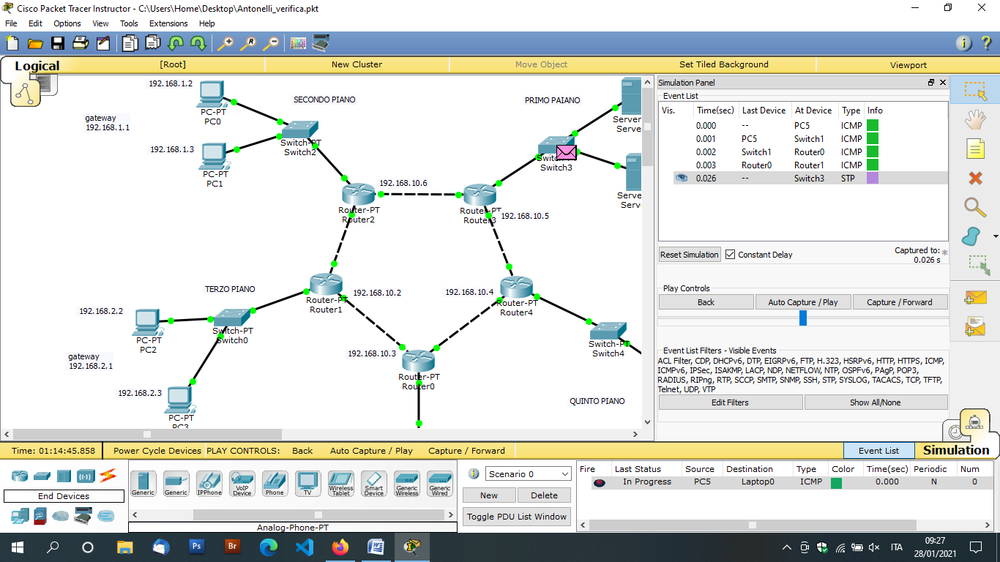 Cisco Packet Tracer Instructor - C:\Users\Home\Desktop\Antonelli_verifica.pkt
File Edit Options View Tools Extensions Help
Logical [Root] New Cluster Move Object Set Tiled Background Viewport
192.168.1.2
SECONDO PIANO
PRIMO PAIANO
PC-PT
PC0
gateway
192.168.1.1
Switch-PT
Switch2
192.168.1.3
PC-PT
PC1
Server
Serve
Switch-PT
Switch3
Server
Serve
192.168.10.6
Router-PT
Router2
Router-PT
Router3
192.168.10.5
TERZO PIANO
192.168.10.2
192.168.10.4
Router-PT
Router1
Router-PT
Router4
192.168.2.2
Switch-PT
Switch0
PC-PT
PC2
Switch-PT
Switch4
gateway
192.168.2.1
192.168.10.3
Router-PT
Router0
192.168.2.3
QUINTO PIANO
PC-PT
PC3
Simulation Panel
Event List
Vis. Time(sec) Last Device At Device Type Info
0.000 -- PC5 ICMP
0.001 PC5 Switch1 ICMP
0.002 Switch1 Router0 ICMP
0.003 Router0 Router1 ICMP
0.026 -- Switch3 STP
Reset Simulation Constant Delay Captured to: *
0.026 s
Play Controls
Back Auto Capture / Play Capture / Forward
Event List Filters - Visible Events
ACL Filter, CDP, DHCPv6, DTP, EIGRPv6, FTP, H.323, HSRPv6, HTTP, HTTPS, ICMP,
ICMPv6, IPSec, ISAKMP, LACP, NDP, NETFLOW, NTP, OSPFv6, PAgP, POP3,
RADIUS, RIPng, RTP, SCCP, SMTP, SNMP, SSH, STP, SYSLOG, TACACS, TCP, TFTP,
Telnet, UDP, VTP
Edit Filters Show All/None
Time: 01:14:45.858 Power Cycle Devices PLAY CONTROLS: Back Auto Capture / Play Capture / Forward Event List Simulation
End Devices
Generic Generic IPPhone VoIP Device Phone TV Wireless Tablet Smart Device Generic Wireless Generic Wired
Analog-Phone-PT
Scenario 0
New Delete
Toggle PDU List Window
Fire Last Status Source Destination Type Color Time(sec) Periodic Num
In Progress PC5 Laptop0 ICMP 0.000 N 0
Ps Br
ITA
09:27
28/01/2021